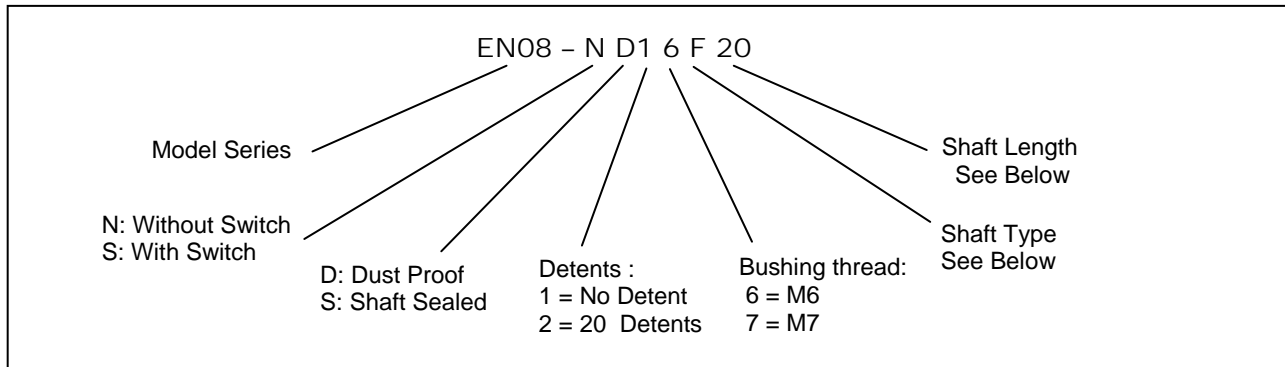 EN08 – N D1 6 F 20
Model Series
N: Without Switch
S: With Switch
D: Dust Proof
S: Shaft Sealed
Detents :
1 = No Detent
2 = 20 Detents
Bushing thread:
6 = M6
7 = M7
Shaft Type
See Below
Shaft Length
See Below